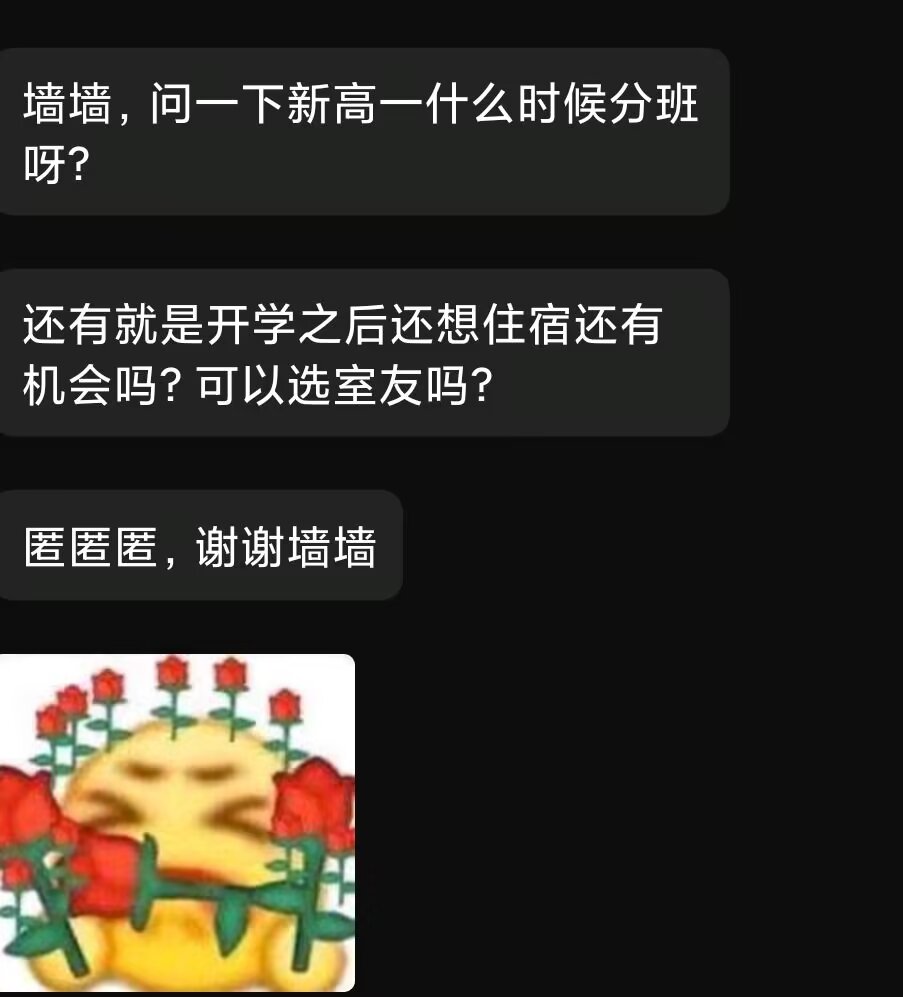 墙墙，问一下新高一什么时候分班
呀？
还有就是开学之后还想住宿还有
机会吗？可以选室友吗？
匿匿匿，谢谢墙墙